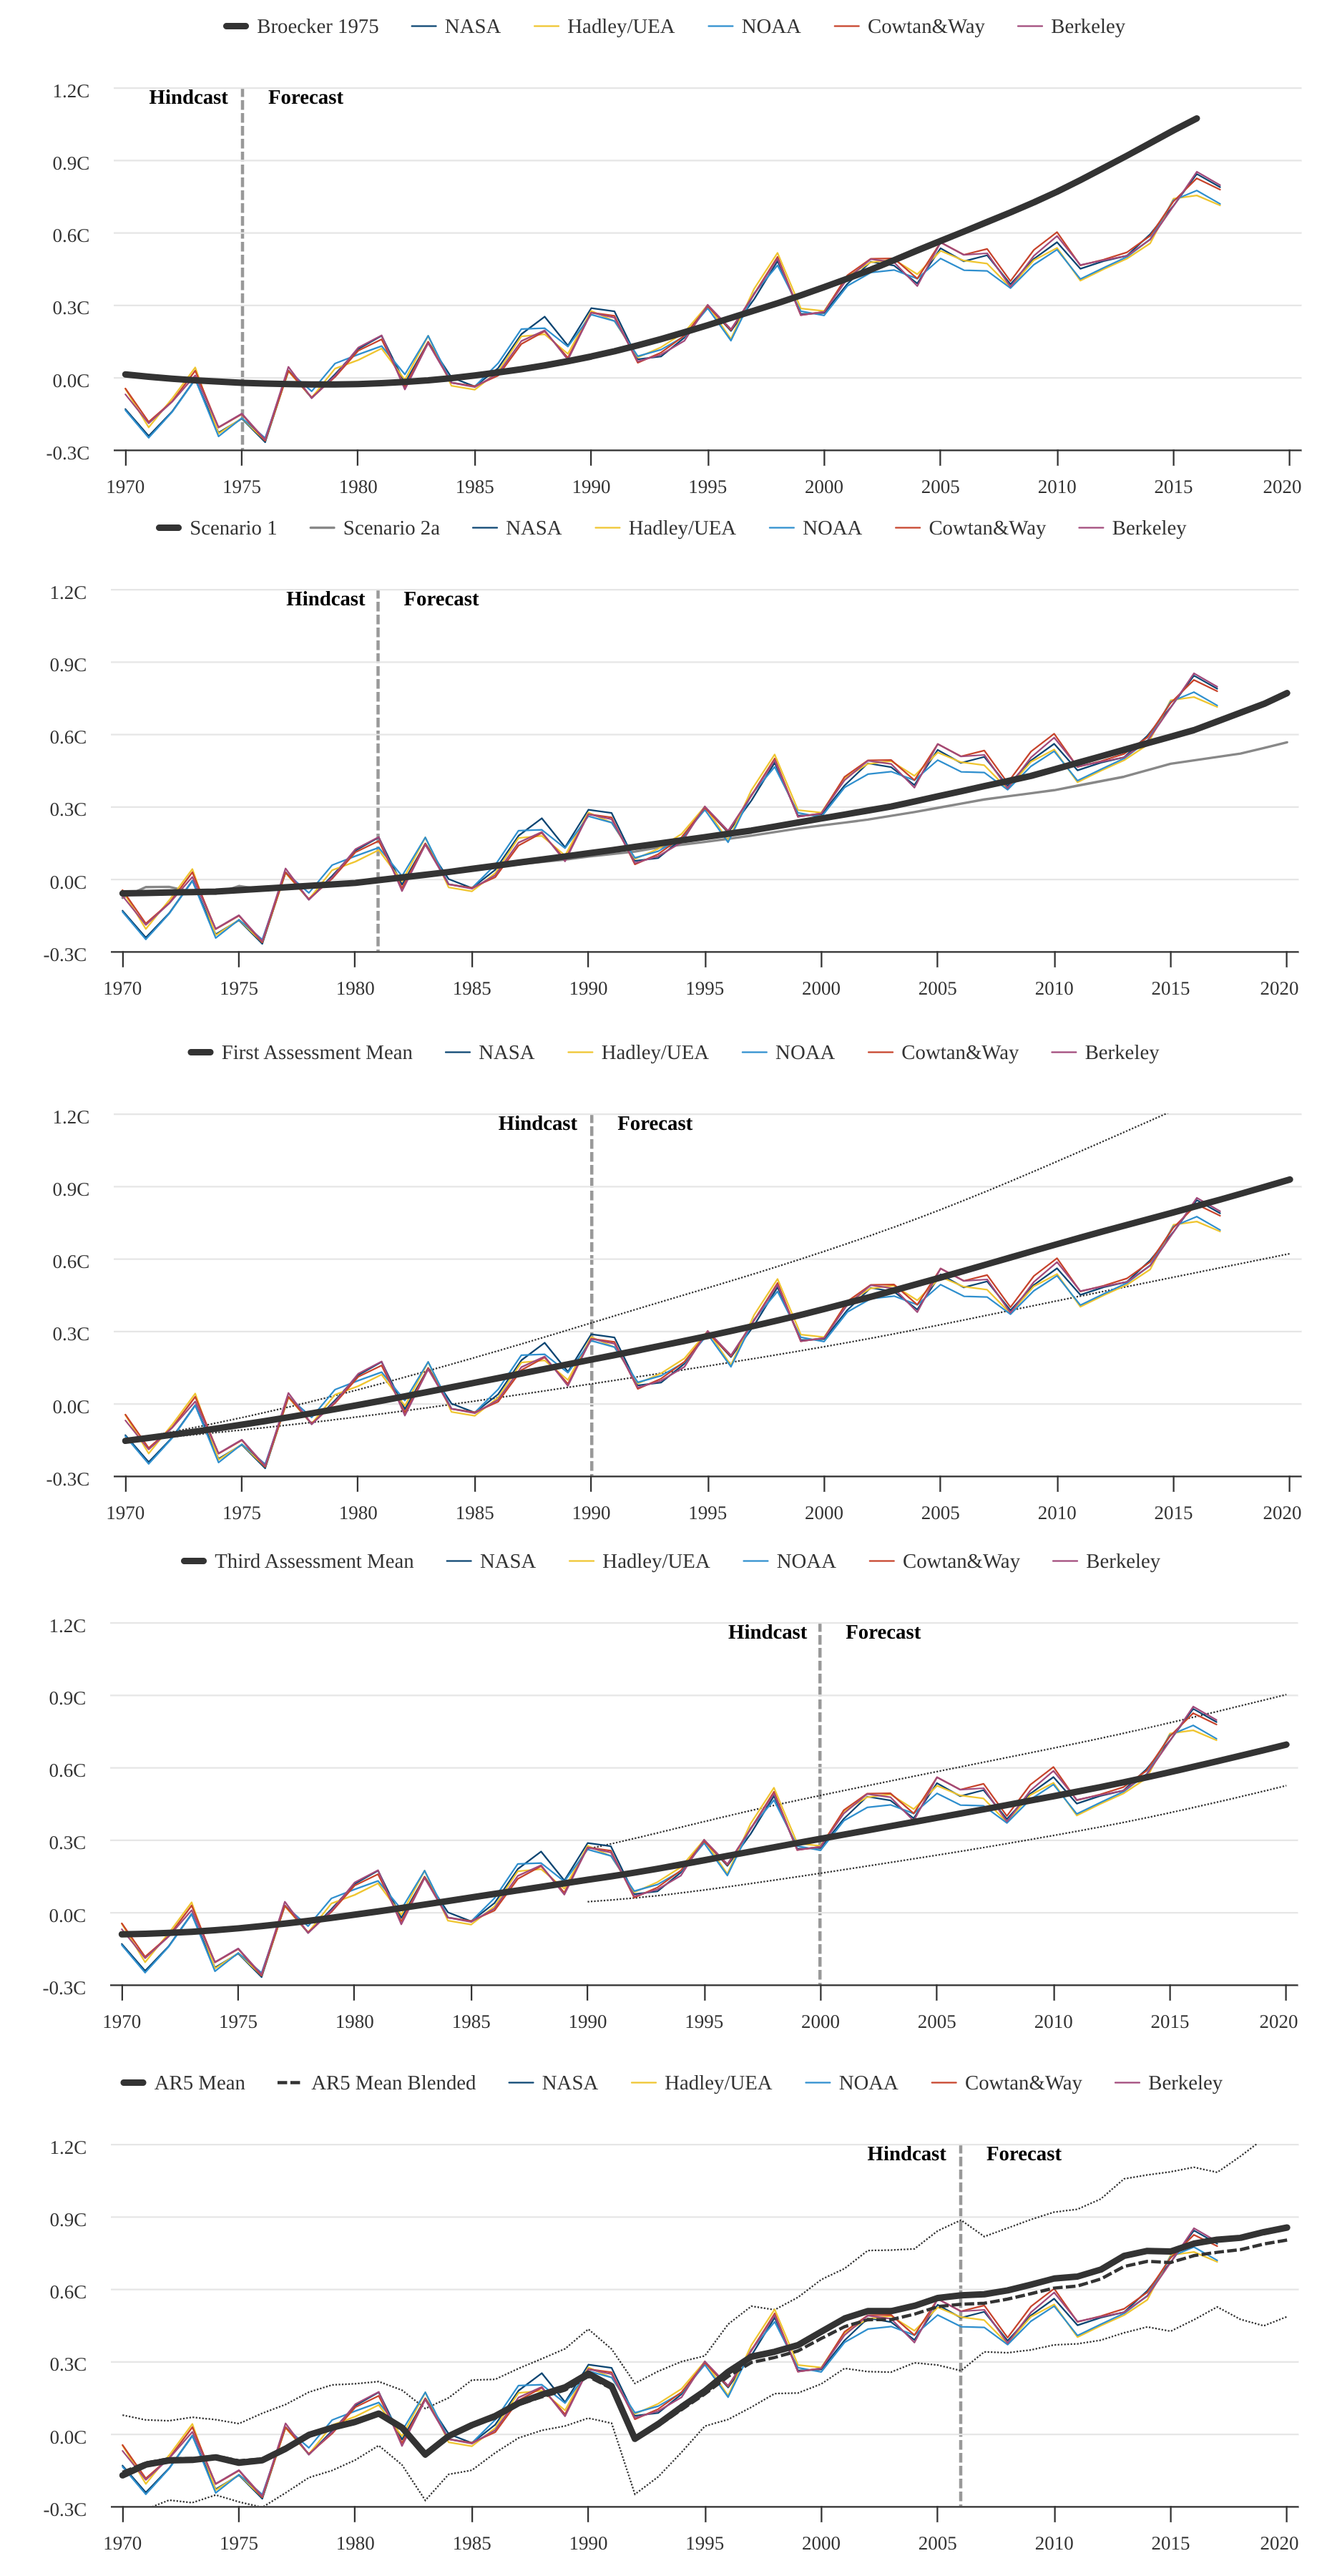 Broecker 1975 NASA Hadley/UEA NOAA Cowtan&Way Berkeley
1.2C
Hindcast Forecast
0.9C
0.6C
0.3C
0.0C
-0.3C
1970 1975 1980 1985 1990 1995 2000 2005 2010 2015 2020
Scenario 1 Scenario 2a NASA Hadley/UEA NOAA Cowtan&Way Berkeley
1.2C
Hindcast Forecast
0.9C
0.6C
0.3C
0.0C
-0.3C
1970 1975 1980 1985 1990 1995 2000 2005 2010 2015 2020
First Assessment Mean NASA Hadley/UEA NOAA Cowtan&Way Berkeley
1.2C
Hindcast Forecast
0.9C
0.6C
0.3C
0.0C
-0.3C
1970 1975 1980 1985 1990 1995 2000 2005 2010 2015 2020
Third Assessment Mean NASA Hadley/UEA NOAA Cowtan&Way Berkeley
1.2C
Hindcast Forecast
0.9C
0.6C
0.3C
0.0C
-0.3C
1970 1975 1980 1985 1990 1995 2000 2005 2010 2015 2020
AR5 Mean AR5 Mean Blended NASA Hadley/UEA NOAA Cowtan&Way Berkeley
1.2C
Hindcast Forecast
0.9C
0.6C
0.3C
0.0C
-0.3C
1970 1975 1980 1985 1990 1995 2000 2005 2010 2015 2020